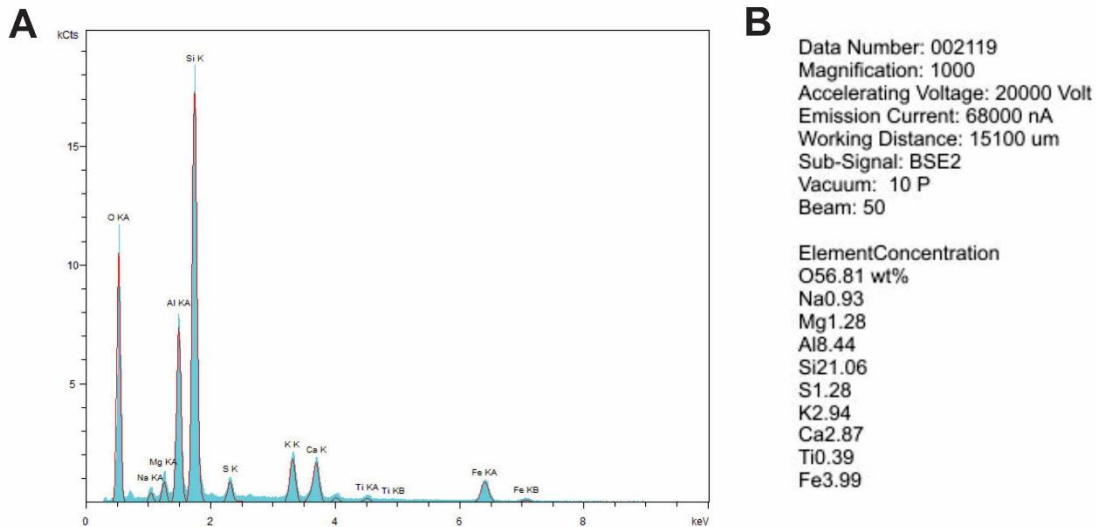 A
kCts
Si K
15
O KA
10
Al KA
5
Mg KA
Na KA
S K
K K
Ca K
Ti KA
Ti KB
Fe KA
Fe KB
0
2
4
6
8
keV
B
Data Number: 002119
Magnification: 1000
Accelerating Voltage: 20000 Volt
Emission Current: 68000 nA
Working Distance: 15100 um
Sub-Signal: BSE2
Vacuum: 10 P
Beam: 50
ElementConcentration
O56.81 wt%
Na0.93
Mg1.28
Al8.44
Si21.06
S1.28
K2.94
Ca2.87
Ti0.39
Fe3.99